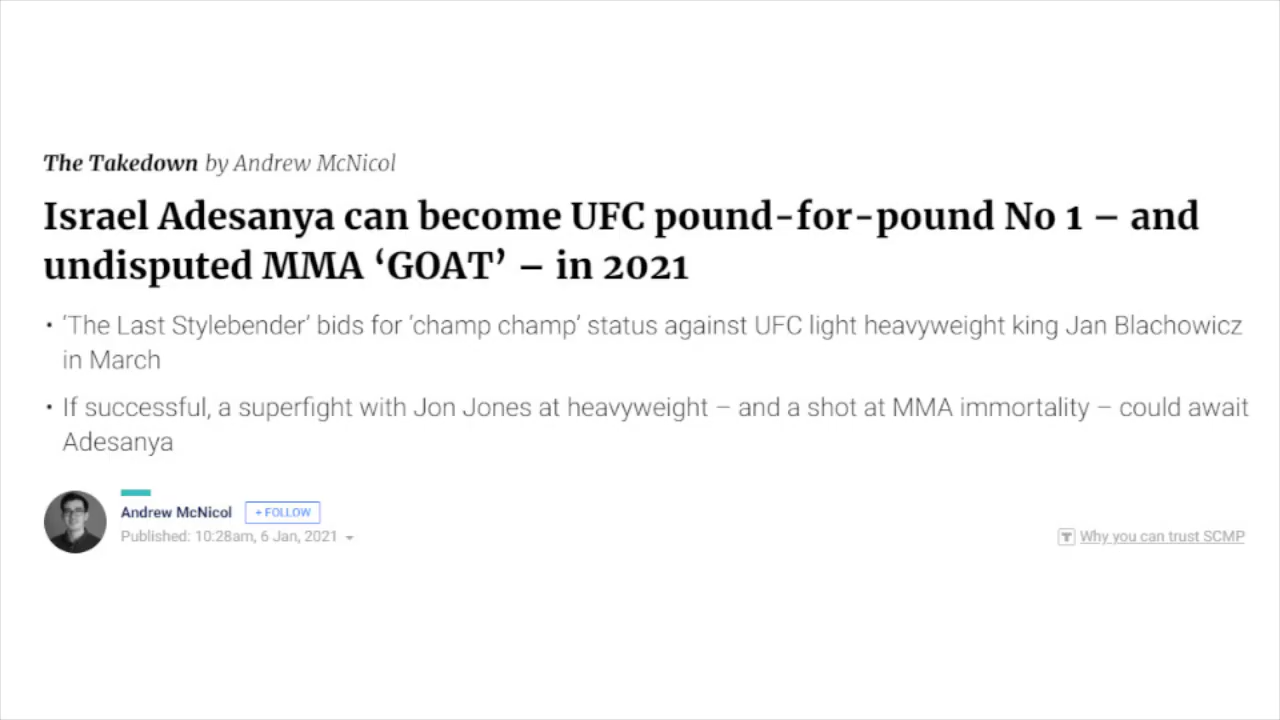 The Takedown by Andrew McNicol
Israel Adesanya can become UFC pound-for-pound No 1 – and
undisputed MMA ‘GOAT’ – in 2021
• ‘The Last Stylebender’ bids for ‘champ champ’ status against UFC light heavyweight king Jan Blachowicz
in March
• If successful, a superfight with Jon Jones at heavyweight – and a shot at MMA immortality – could await
Adesanya
Andrew McNicol + FOLLOW
Published: 10:28am, 6 Jan, 2021
Why you can trust SCMP